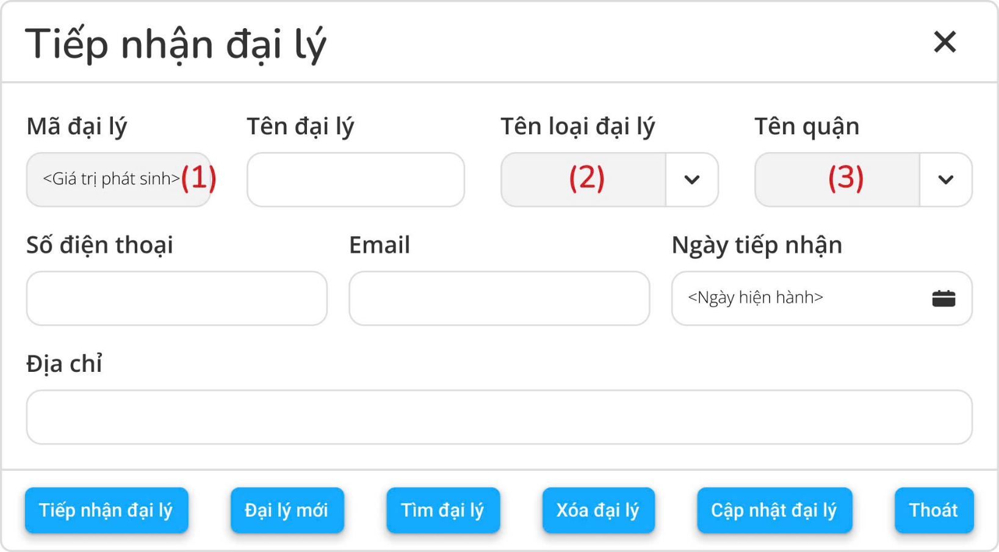 Tiếp nhận đại lý
Mã đại lý
Tên đại lý
Tên loại đại lý
Tên quận
<Giá trị phát sinh>(1)
(2)
(3)
Số điện thoại
Email
Ngày tiếp nhận
<Ngày hiện hành>
Địa chỉ
Tiếp nhận đại lý
Đại lý mới
Tìm đại lý
Xóa đại lý
Cập nhật đại lý
Thoát